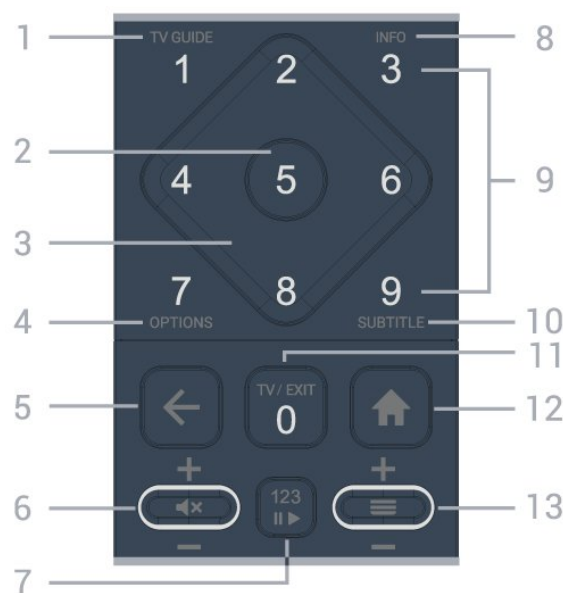 1 TV GUIDE INFO 8
1 2 3
2 9
4 5 6
3
7 8 9
4 OPTIONS SUBTITLE 10
11
5 TV / EXIT 12
0
+ +
6 13
123
- -
7